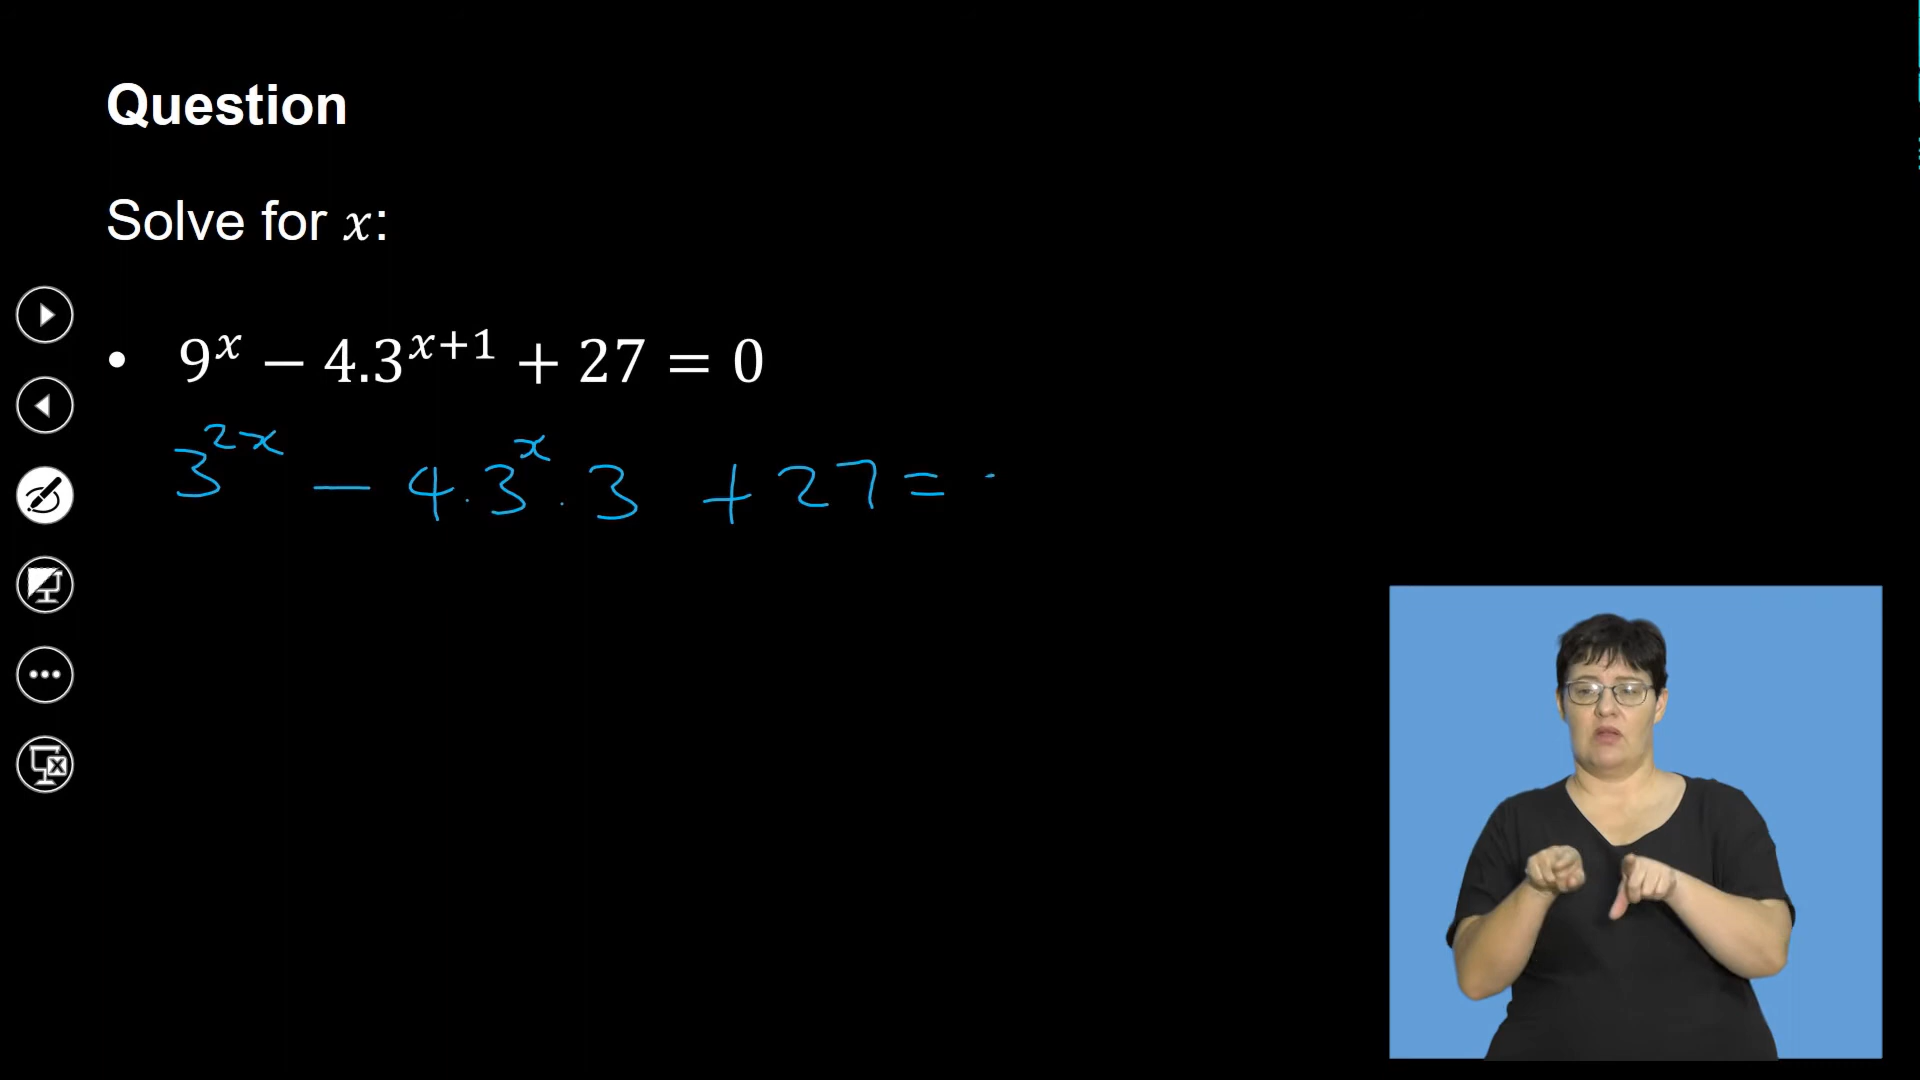 Question
Solve for x:
• 9^x − 4.3^{x+1} + 27 = 0
3^{2x} − 4.3^x.3 + 27 =